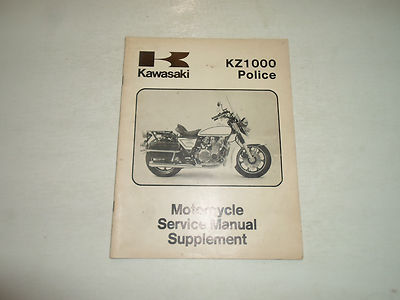 Kawasaki
KZ1000
Police
Motorcycle
Service Manual
Supplement